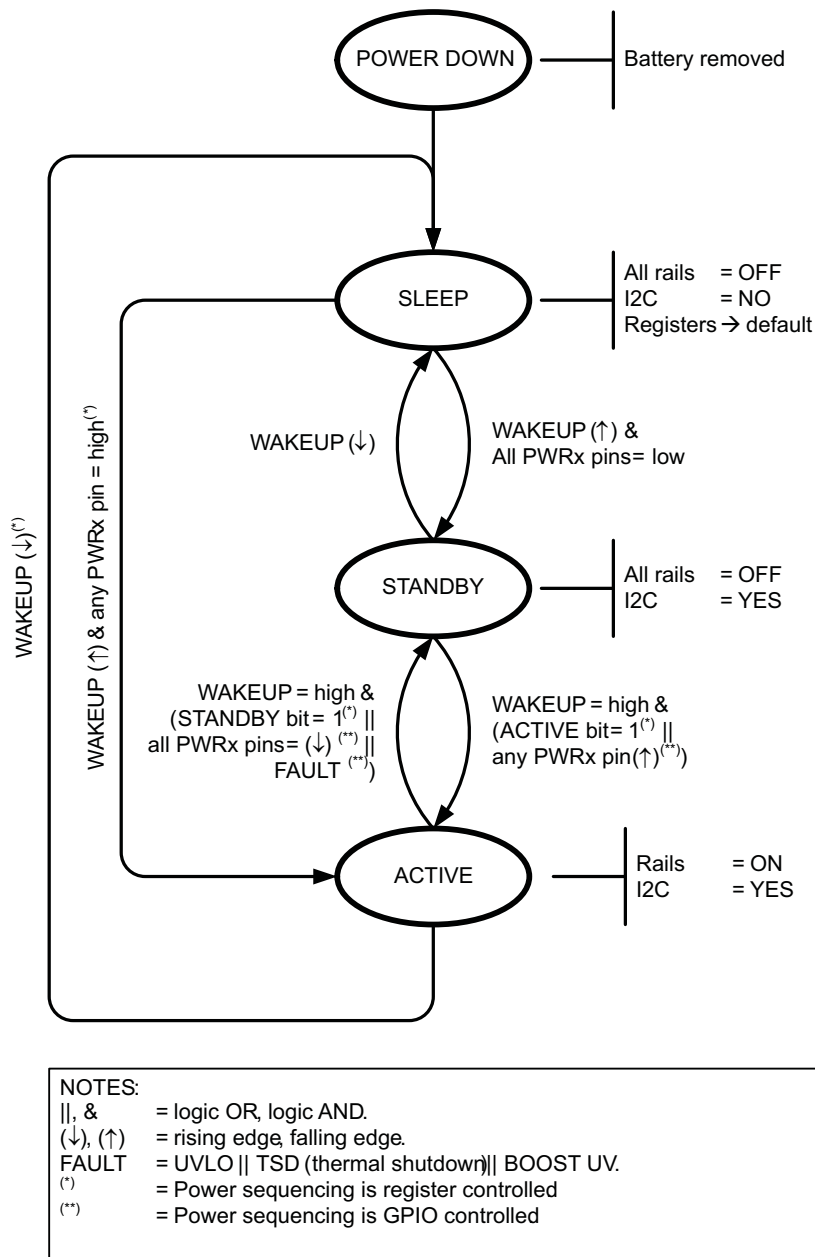 POWER DOWN
Battery removed
SLEEP
All rails = OFF
I2C = NO
Registers → default
WAKEUP (↓)
WAKEUP (↑) &
All PWRx pins= low
WAKEUP (↓)(*)
WAKEUP (↑) & any PWRx pin = high(*)
STANDBY
All rails = OFF
I2C = YES
WAKEUP = high &
(STANDBY bit= 1(*) ||
all PWRx pins= (↓) (**) ||
FAULT (**))
WAKEUP = high &
(ACTIVE bit= 1(*) ||
any PWRx pin(↑)(**))
ACTIVE
Rails = ON
I2C = YES
NOTES:
||, & = logic OR, logic AND.
(↓), (↑) = rising edge, falling edge.
FAULT = UVLO || TSD (thermal shutdown)|| BOOST UV.
(*) = Power sequencing is register controlled
(**) = Power sequencing is GPIO controlled